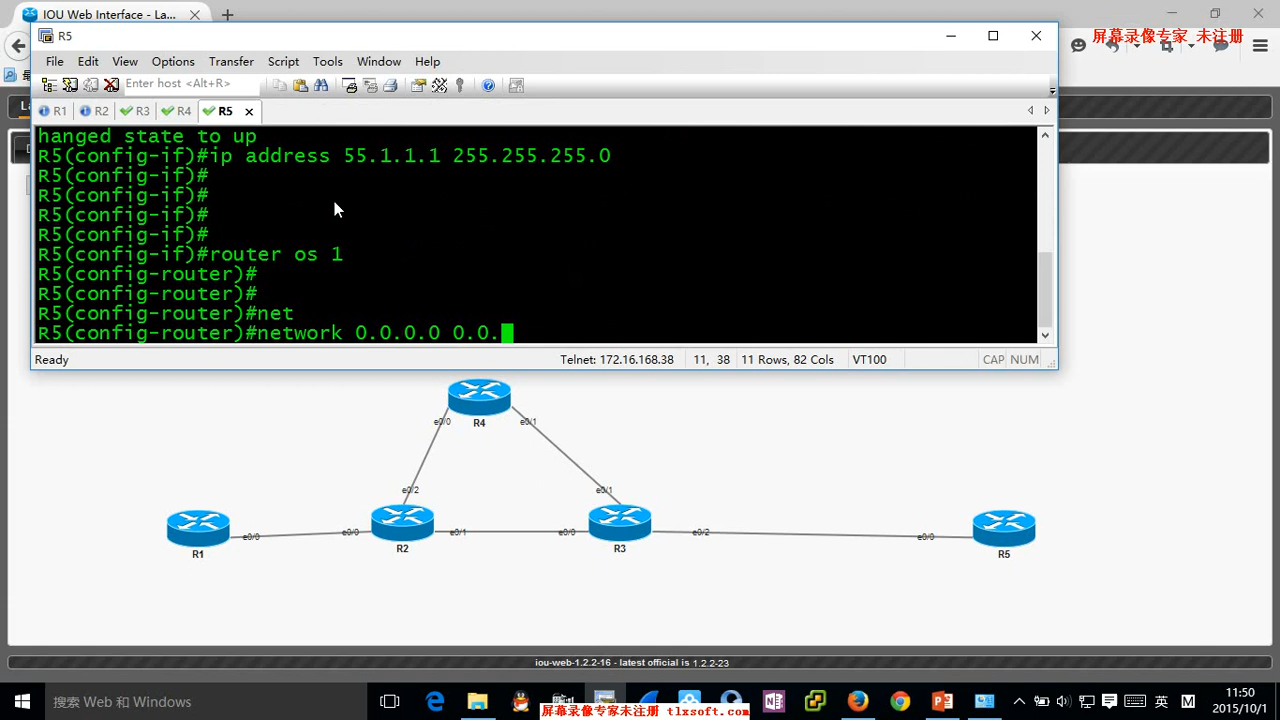 IOU Web Interface - La...
R5
屏幕录像专家 未注册
File Edit View Options Transfer Script Tools Window Help
Enter host <Alt+R>
R1 R2 R3 R4 R5
hanged state to up
R5(config-if)#ip address 55.1.1.1 255.255.255.0
R5(config-if)#
R5(config-if)#
R5(config-if)#
R5(config-if)#
R5(config-if)#router os 1
R5(config-router)#
R5(config-router)#
R5(config-router)#net
R5(config-router)#network 0.0.0.0 0.0.
Ready Telnet: 172.16.168.38 11, 38 11 Rows, 82 Cols VT100 CAP NUM
R4
e0/0 e0/1
e0/2 e0/1
R1 e0/0 e0/0 R2 e0/1 e0/0 R3 e0/2 e0/0 R5
iou-web-1.2.2-16 - latest official is 1.2.2-23
搜索 Web 和 Windows
英
11:50
2015/10/1
屏幕录像专家未注册 tlxsoft.com